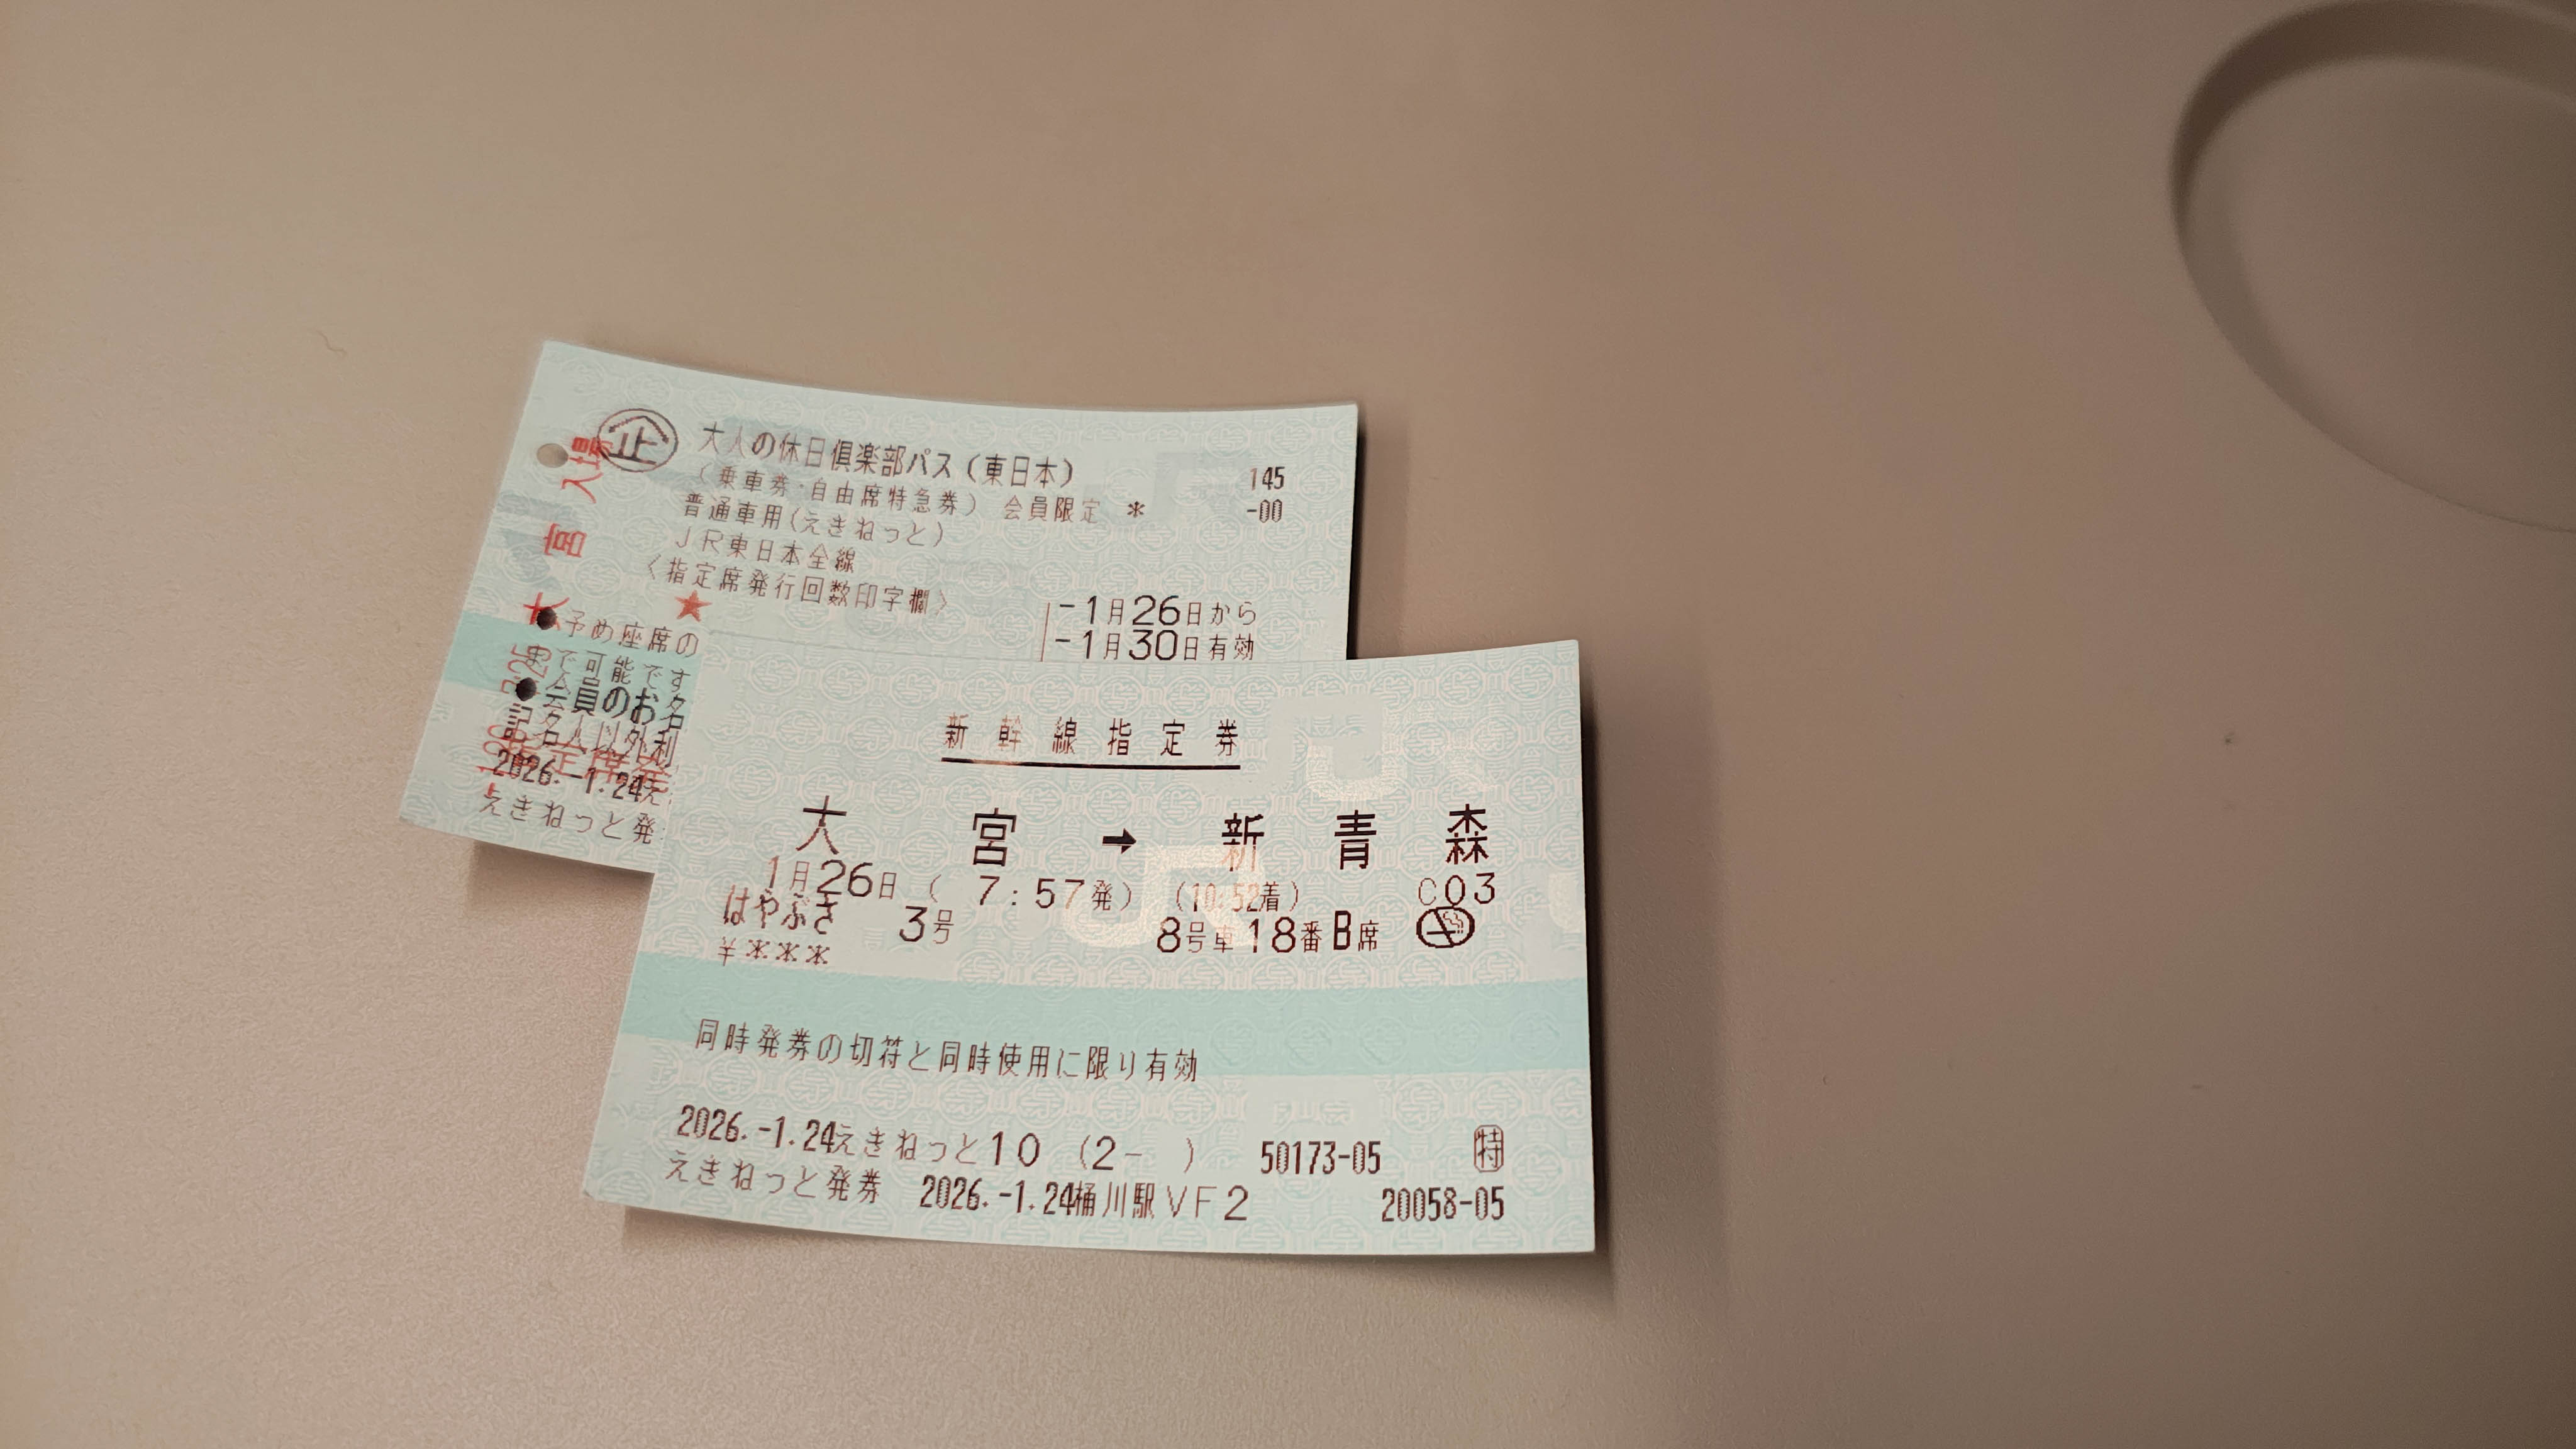 企
大人の休日倶楽部パス(東日本)
145
(乗車券・自由席特急券) 会員限定 *
-00
普通車用(えきねっと)
JR東日本全線
<指定席発行回数印字欄>
★
-1月26日から
-1月30日有効
大宮 入場
●予め座席の
まで可能です
●会員のお名
記名人以外利
2026.-1.24え
えきねっと発
新幹線指定券
大宮 → 新青森
1月26日 ( 7:57発) (10:52着) C03
はやぶさ 3号 8号車18番B席
¥***
同時発券の切符と同時使用に限り有効
2026.-1.24えきねっと10 (2- ) 50173-05 特
えきねっと発券 2026.-1.24桶川駅VF2 20058-05